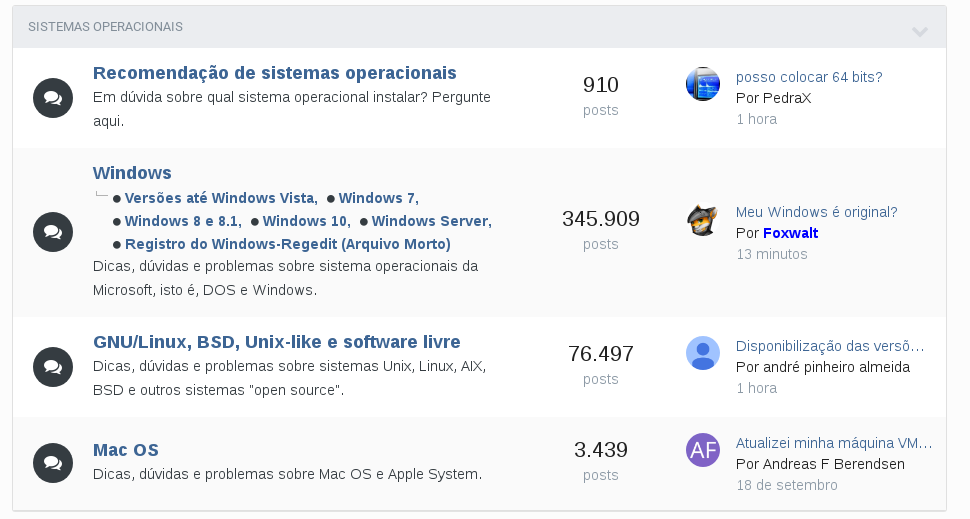 SISTEMAS OPERACIONAIS
Recomendação de sistemas operacionais
Em dúvida sobre qual sistema operacional instalar? Pergunte
aqui.
910
posts
posso colocar 64 bits?
Por PedraX
1 hora
Windows
Versões até Windows Vista, Windows 7,
Windows 8 e 8.1, Windows 10, Windows Server,
Registro do Windows-Regedit (Arquivo Morto)
Dicas, dúvidas e problemas sobre sistema operacionais da
Microsoft, isto é, DOS e Windows.
345.909
posts
Meu Windows é original?
Por Foxwalt
13 minutos
GNU/Linux, BSD, Unix-like e software livre
Dicas, dúvidas e problemas sobre sistemas Unix, Linux, AIX,
BSD e outros sistemas "open source".
76.497
posts
Disponibilização das versõ...
Por andré pinheiro almeida
1 hora
Mac OS
Dicas, dúvidas e problemas sobre Mac OS e Apple System.
3.439
posts
AF
Atualizei minha máquina VM...
Por Andreas F Berendsen
18 de setembro